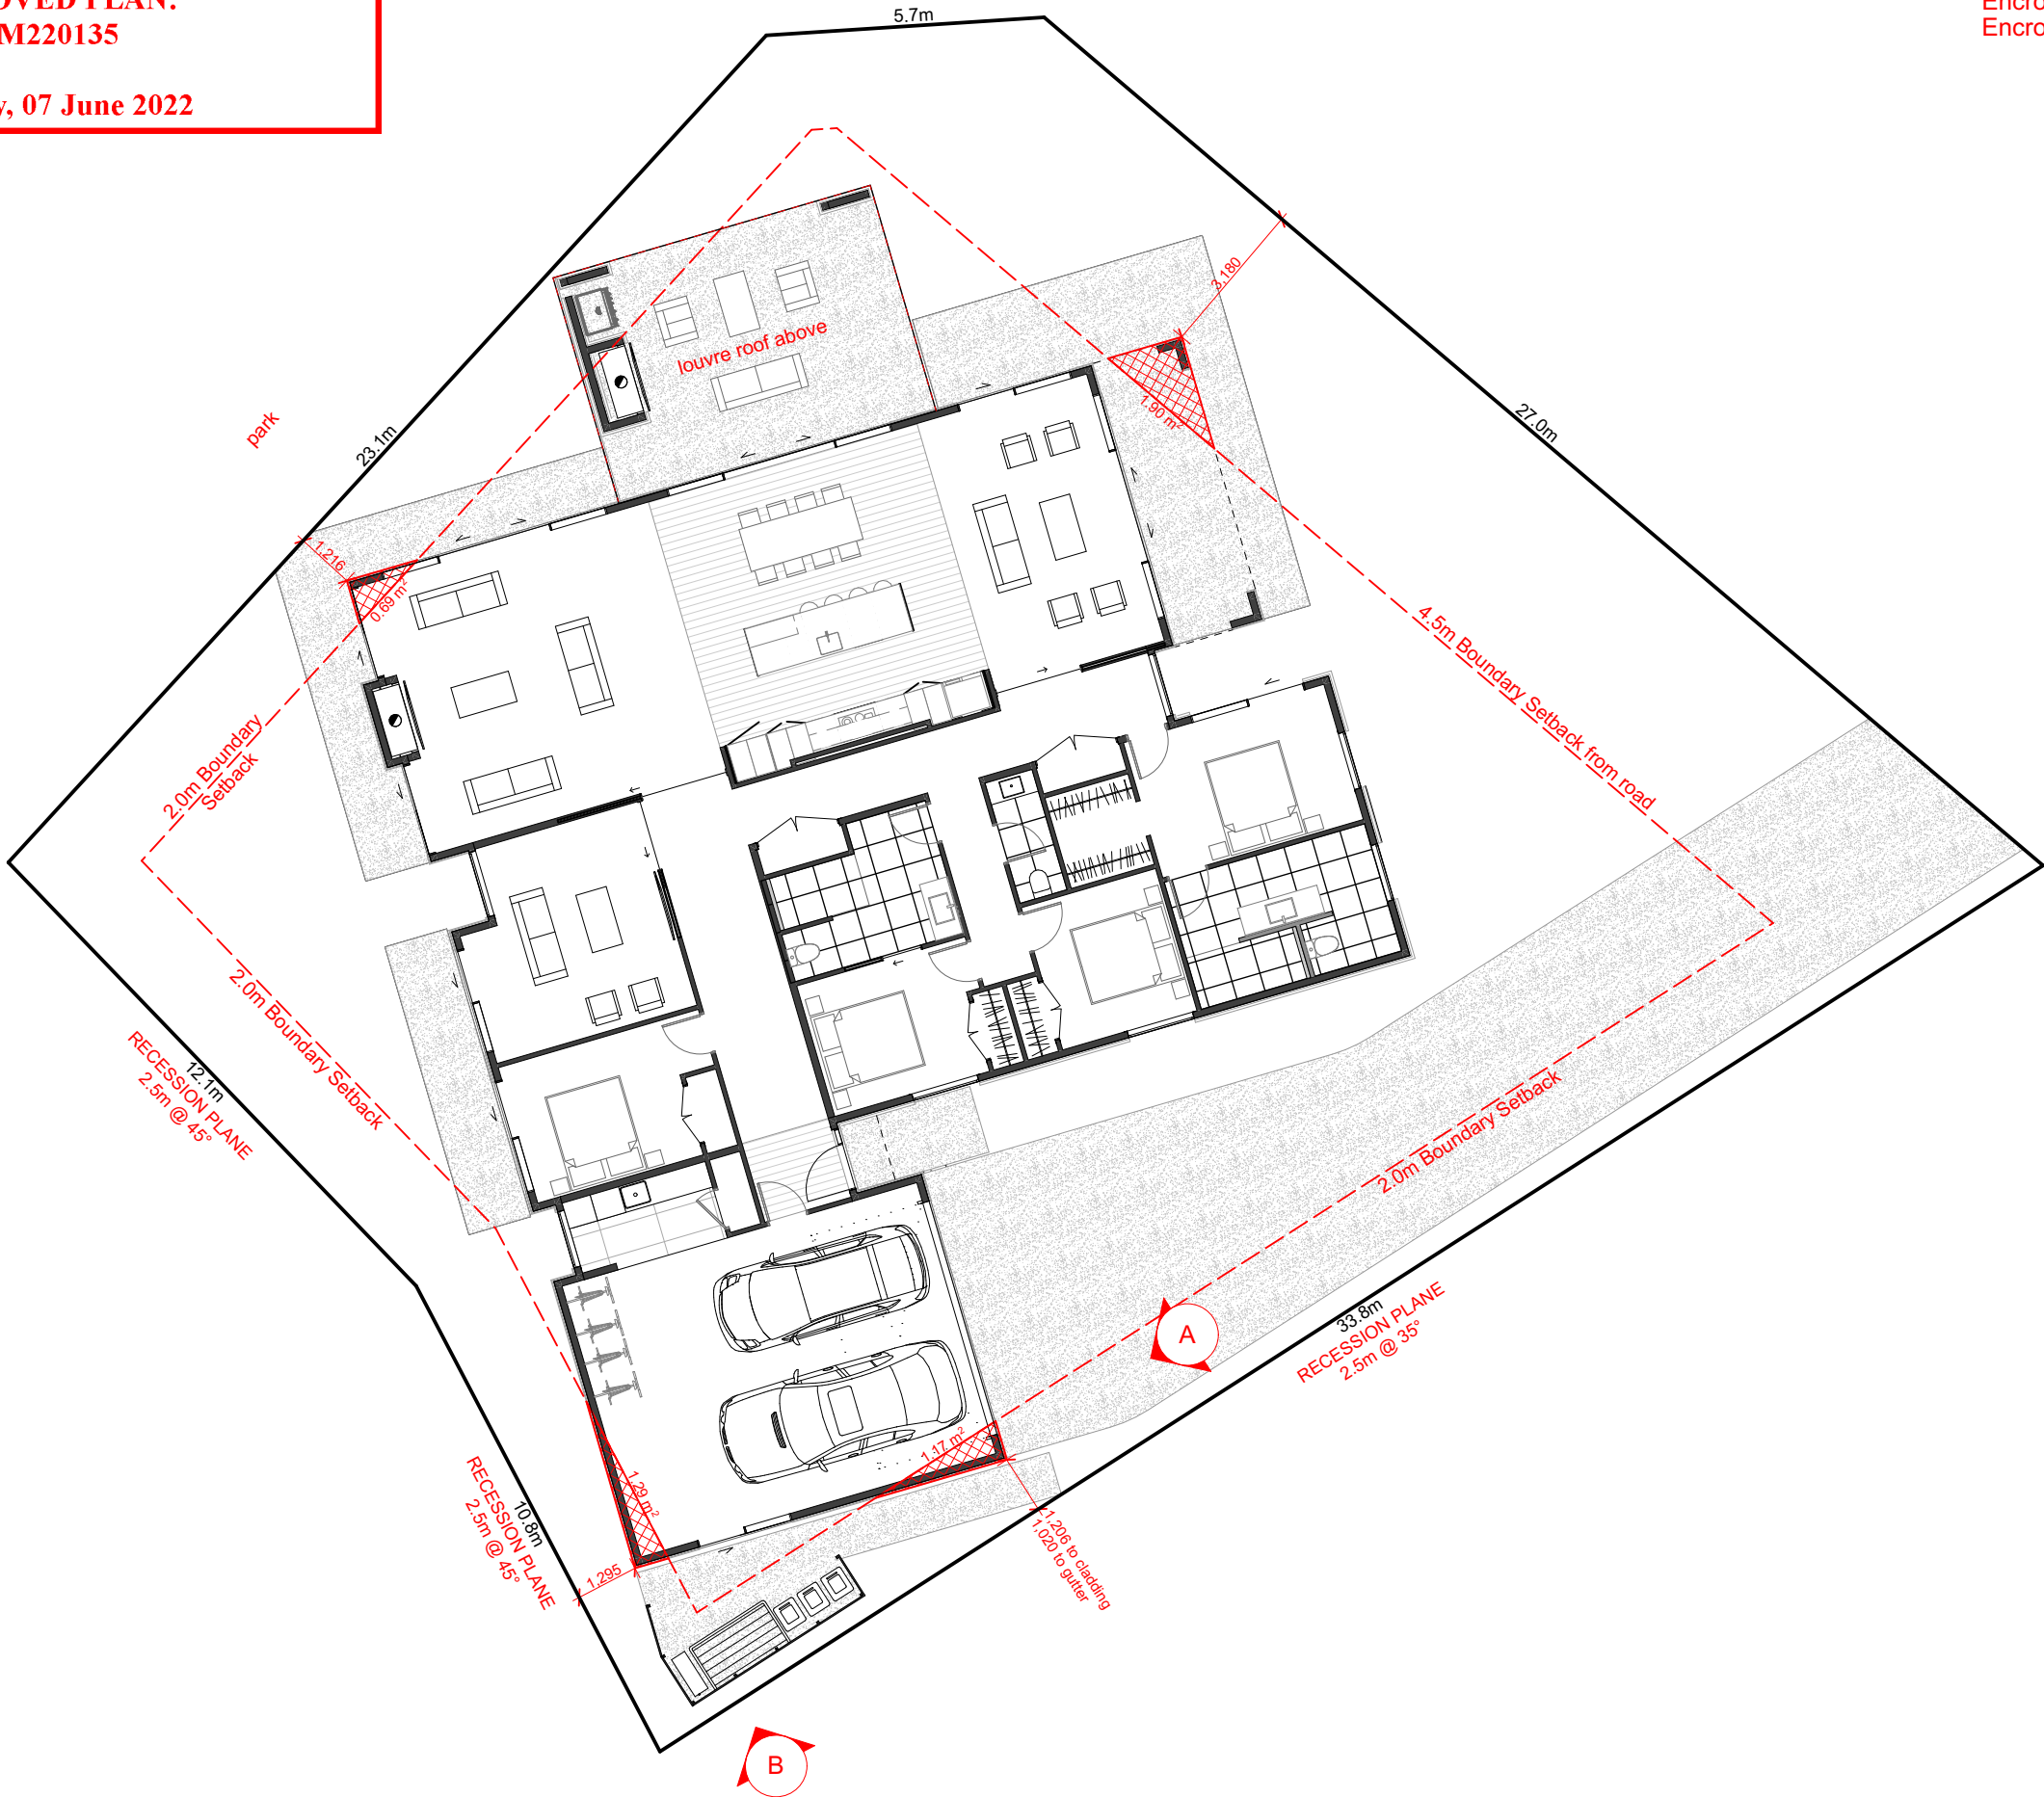 M220135
07 June 2022
5.7m
3,180
louvre roof above
park
23.1m
27.0m
1.90 m²
1,216
0.69 m²
4.5m Boundary Setback from road
2.0m Boundary
Setback
2.0m Boundary Setback
12.1m
RECESSION PLANE
2.5m @ 45°
2.0m Boundary Setback
A
33.8m
RECESSION PLANE
2.5m @ 35°
1.17 m²
1.29 m²
10.8m
RECESSION PLANE
2.5m @ 45°
1,206 to cladding
1,020 to gutter
1,295
B